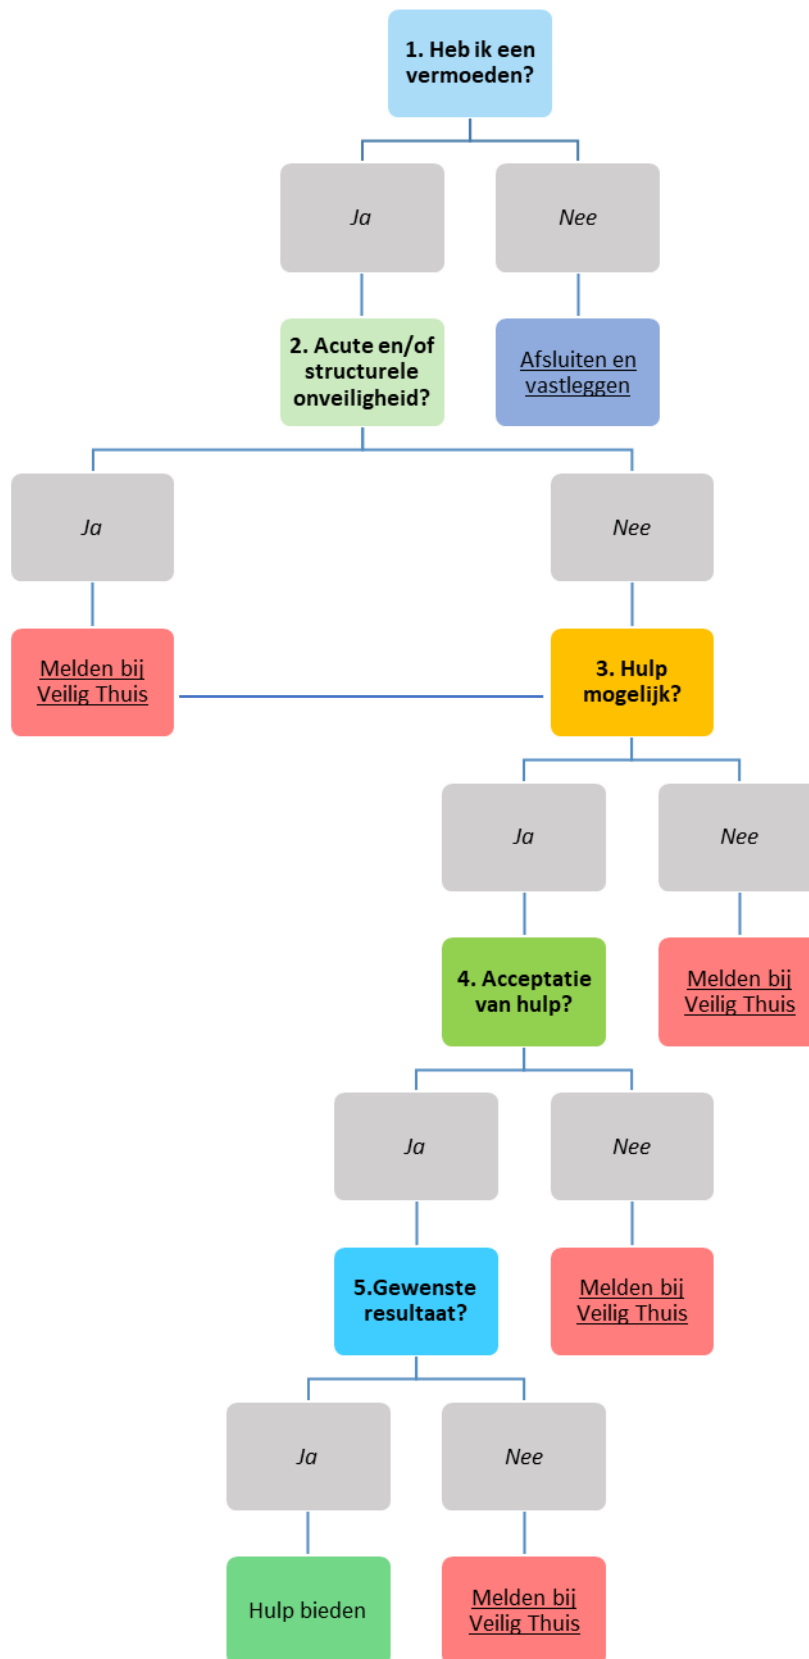 1. Heb ik een
vermoeden?
Ja
Nee
2. Acute en/of
structurele
onveiligheid?
Afsluiten en
vastleggen
Ja
Nee
Melden bij
Veilig Thuis
3. Hulp
mogelijk?
Ja
Nee
4. Acceptatie
van hulp?
Melden bij
Veilig Thuis
Ja
Nee
5.Gewenste
resultaat?
Melden bij
Veilig Thuis
Ja
Nee
Hulp bieden
Melden bij
Veilig Thuis